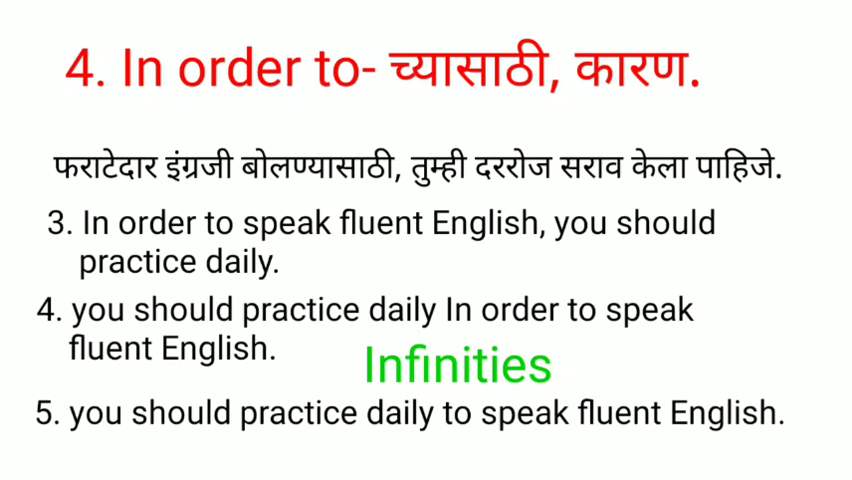 4. In order to- च्यासाठी, कारण.
फराटेदार इंग्रजी बोलण्यासाठी, तुम्ही दररोज सराव केला पाहिजे.
3. In order to speak fluent English, you should
practice daily.
4. you should practice daily In order to speak
fluent English.
Infinities
5. you should practice daily to speak fluent English.